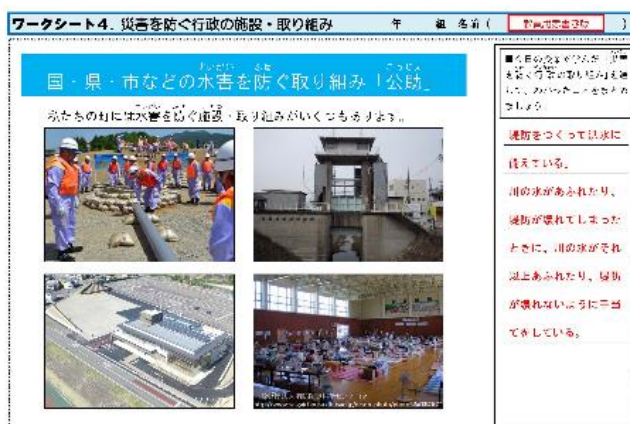 ワークシート4．災害を防ぐ行政の施設・取り組み
年 組 名前（ ）
国・県・市などの水害を防ぐ取り組み「公助」
私たちの町には水害を防ぐ施設・取り組みがいくつもあります。
堤防をつくって洪水に
備えている。
川の水があふれたり、
堤防が壊れてしまった
ときに、川の水がそれ
以上あふれたり、堤防
が壊れないように手当
てをしている。